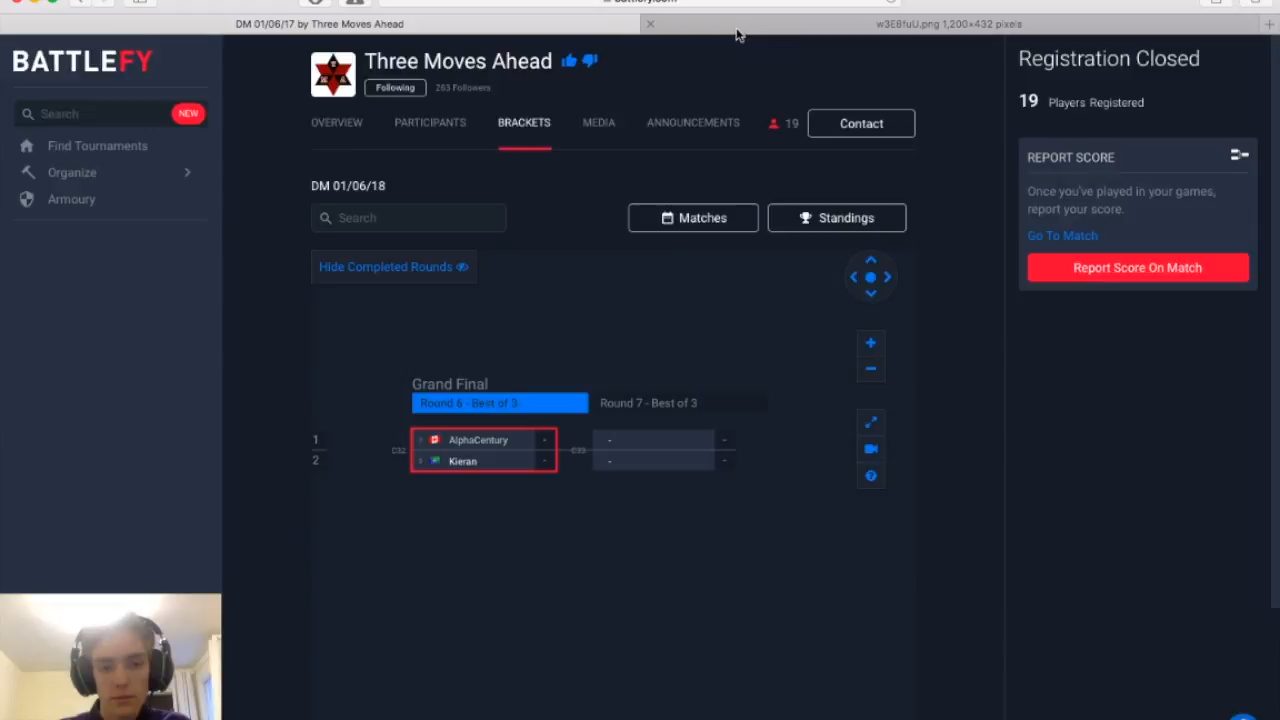 DM 01/06/17 by Three Moves Ahead
w3E8fuU.png 1,200×432 pixels
BATTLEFY
Search
NEW
Find Tournaments
Organize
Armoury
Three Moves Ahead
Following
263 Followers
OVERVIEW
PARTICIPANTS
BRACKETS
MEDIA
ANNOUNCEMENTS
19
Contact
DM 01/06/18
Search
Matches
Standings
Hide Completed Rounds
Grand Final
Round 6 - Best of 3
Round 7 - Best of 3
1
2
C32
AlphaCentury -
Kieran -
C33
- -
- -
Registration Closed
19 Players Registered
REPORT SCORE
Once you've played in your games,
report your score.
Go To Match
Report Score On Match